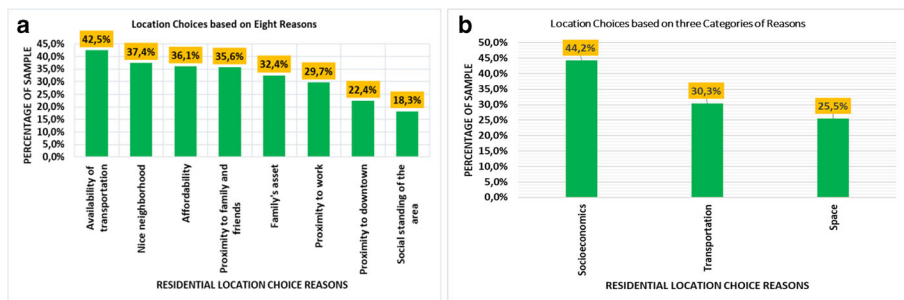 a
Location Choices based on Eight Reasons
PERCENTAGE OF SAMPLE
45,0%
40,0%
35,0%
30,0%
25,0%
20,0%
15,0%
10,0%
5,0%
0,0%
42,5%
37,4%
36,1%
35,6%
32,4%
29,7%
22,4%
18,3%
Availability of
transportation
Nice neighborhood
Affordability
Proximity to family and
friends
Family's asset
Proximity to work
Proximity to downtown
Social standing of the
area
RESIDENTIAL LOCATION CHOICE REASONS
b
Location Choices based on three Categories of Reasons
PERCENTAGE OF SAMPLE
50,0%
45,0%
40,0%
35,0%
30,0%
25,0%
20,0%
15,0%
10,0%
5,0%
0,0%
44,2%
30,3%
25,5%
Socioeconomics
Transportation
Space
RESIDENTIAL LOCATION CHOICE REASONS